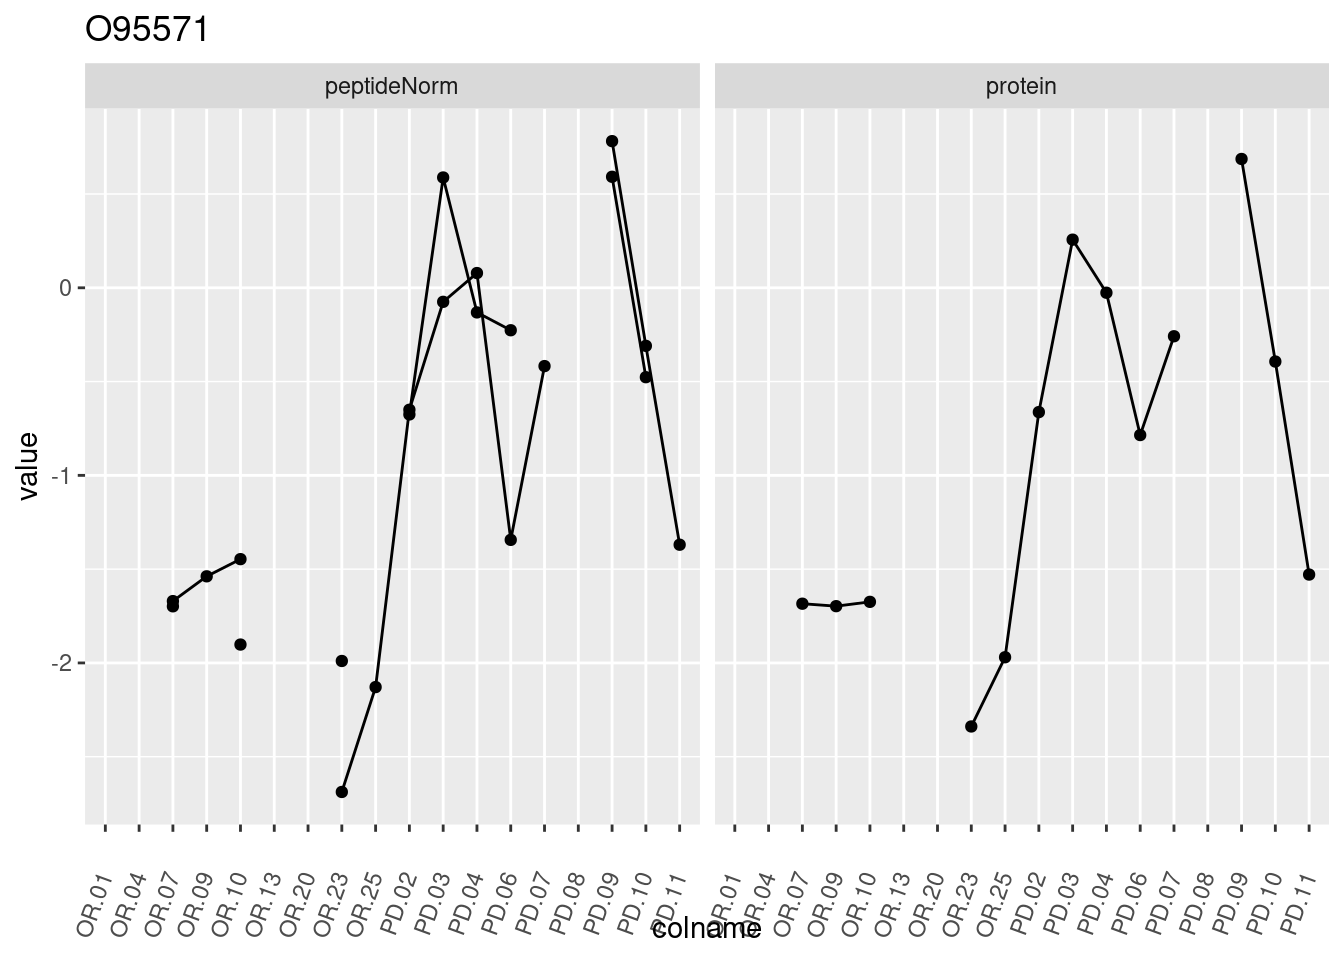 O95571
peptideNorm
protein
value
0
-1
-2
OR.01
OR.04
OR.07
OR.09
OR.10
OR.13
OR.20
OR.23
OR.25
PD.02
PD.03
PD.04
PD.06
PD.07
PD.08
PD.09
PD.10
PD.11
OR.01
OR.04
OR.07
OR.09
OR.10
OR.13
OR.20
OR.23
OR.25
PD.02
PD.03
PD.04
PD.06
PD.07
PD.08
PD.09
PD.10
PD.11
colname